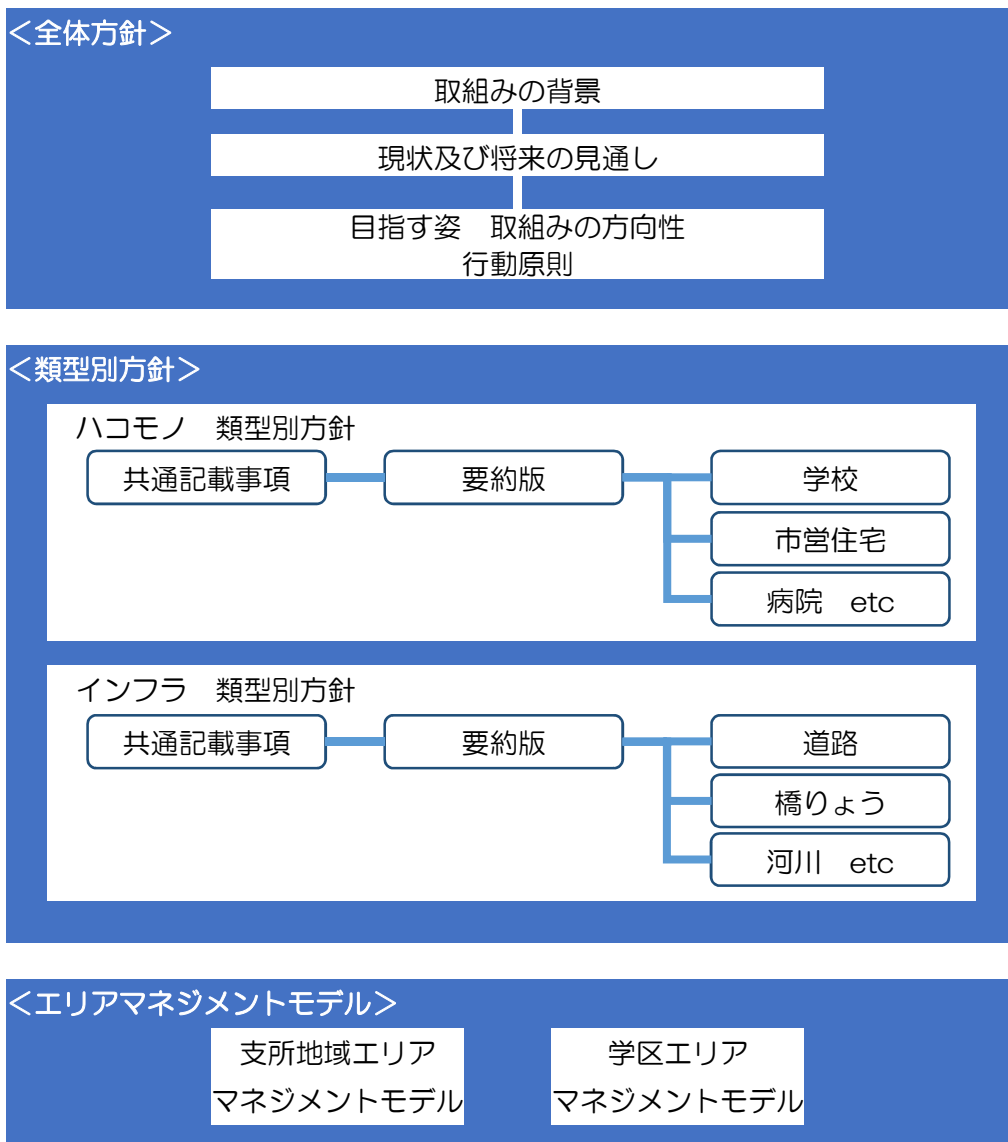 ＜全体方針＞
取組みの背景
現状及び将来の見通し
目指す姿　取組みの方向性
行動原則
＜類型別方針＞
ハコモノ　類型別方針
共通記載事項
要約版
学校
市営住宅
病院　etc
インフラ　類型別方針
共通記載事項
要約版
道路
橋りょう
河川　etc
＜エリアマネジメントモデル＞
支所地域エリア
マネジメントモデル
学区エリア
マネジメントモデル